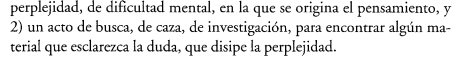 perplejidad, de dificultad mental, en la que se origina el pensamiento, y
2) un acto de busca, de caza, de investigación, para encontrar algún ma-
terial que esclarezca la duda, que disipe la perplejidad.